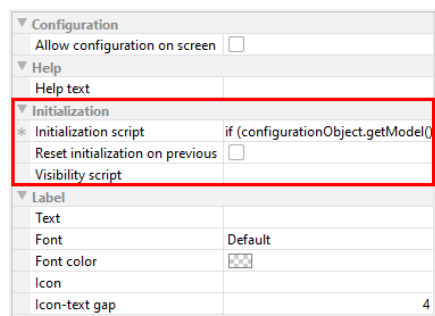 Configuration
Allow configuration on screen
Help
Help text
Initialization
Initialization script if (configurationObject.getModel()
Reset initialization on previous
Visibility script
Label
Text
Font Default
Font color
Icon
Icon-text gap 4